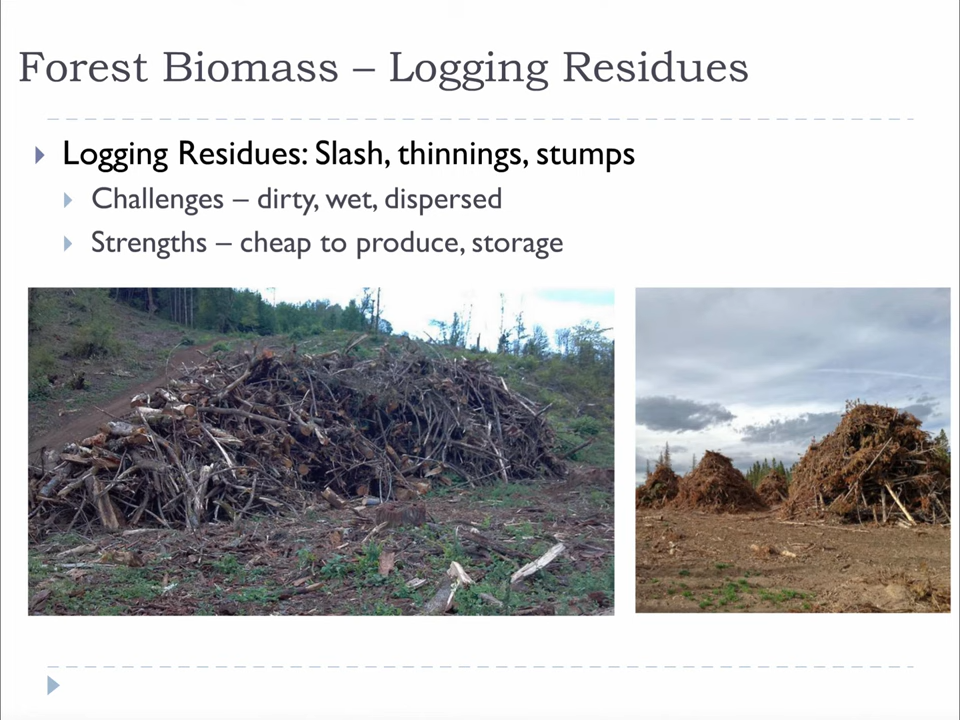 Forest Biomass – Logging Residues
Logging Residues: Slash, thinnings, stumps
Challenges – dirty, wet, dispersed
Strengths – cheap to produce, storage